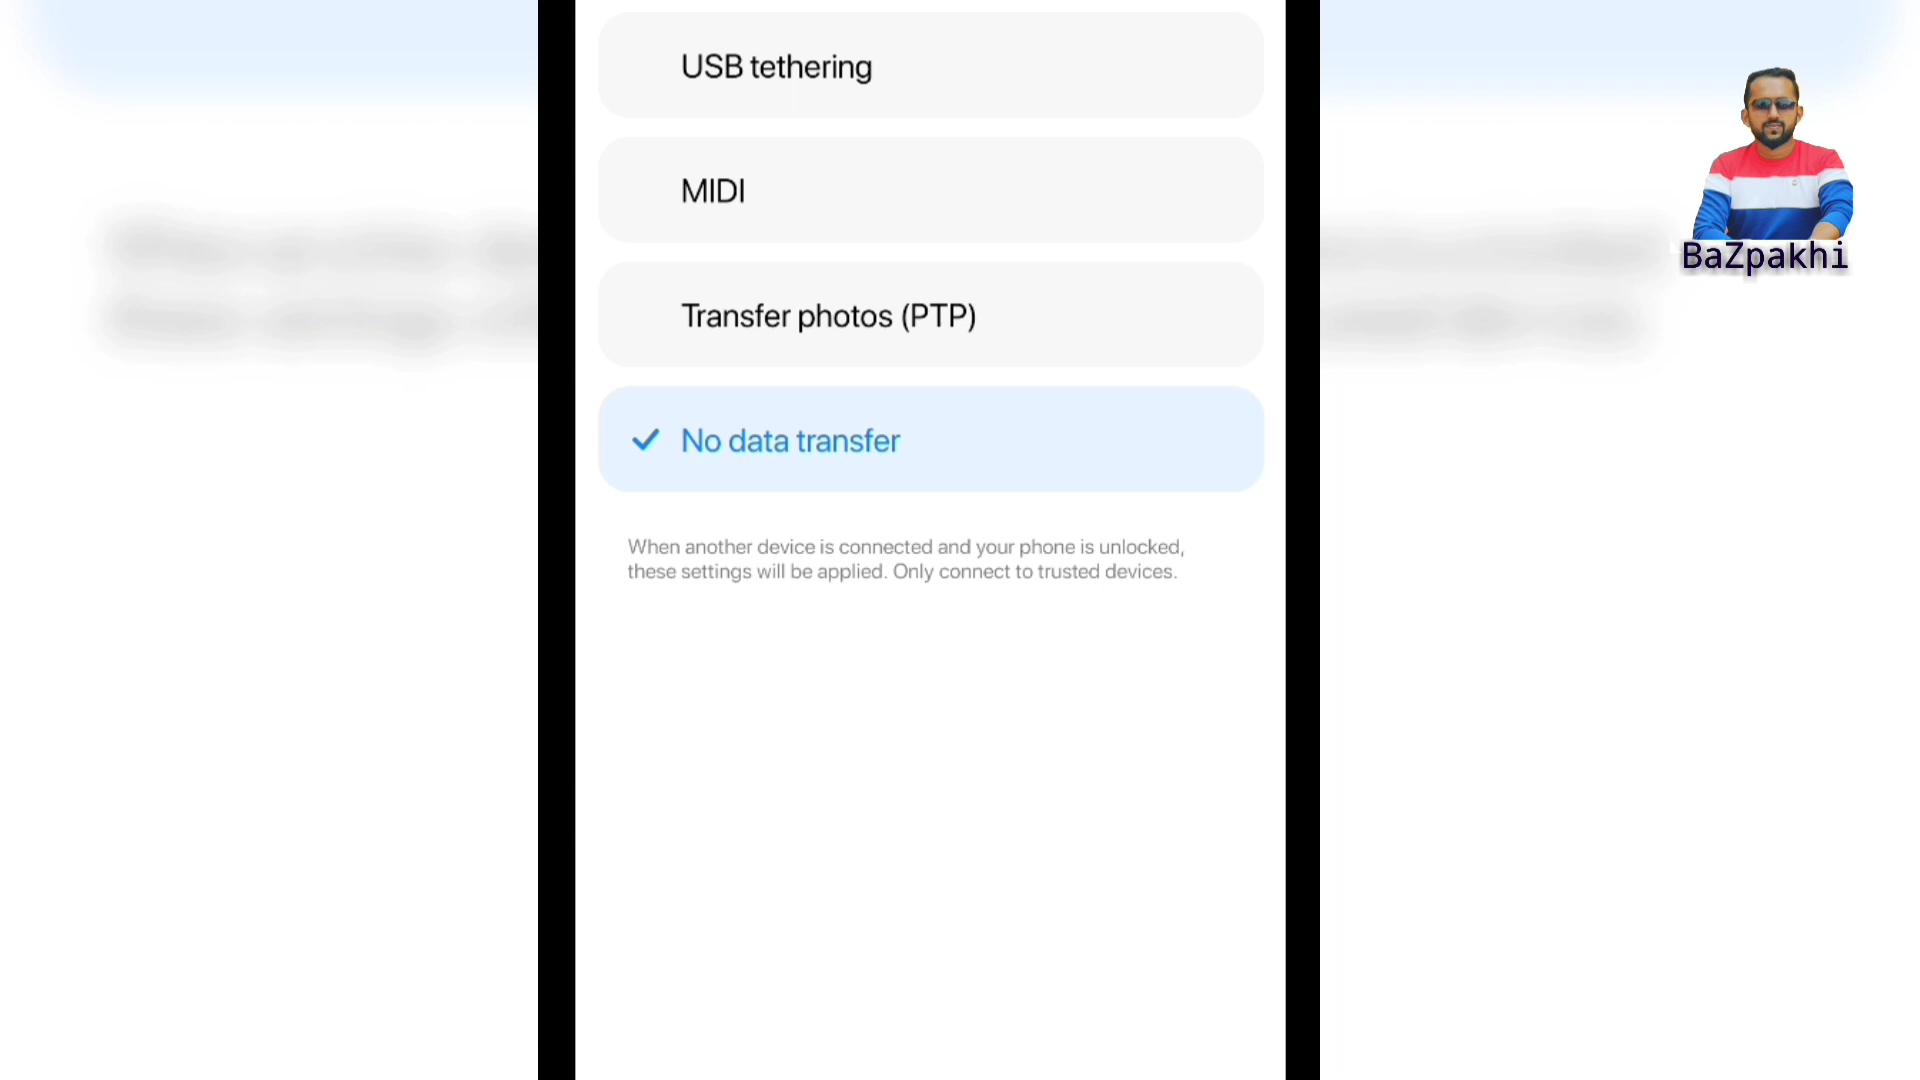 USB tethering
MIDI
Transfer photos (PTP)
No data transfer
When another device is connected and your phone is unlocked,
these settings will be applied. Only connect to trusted devices.
BaZpakhi